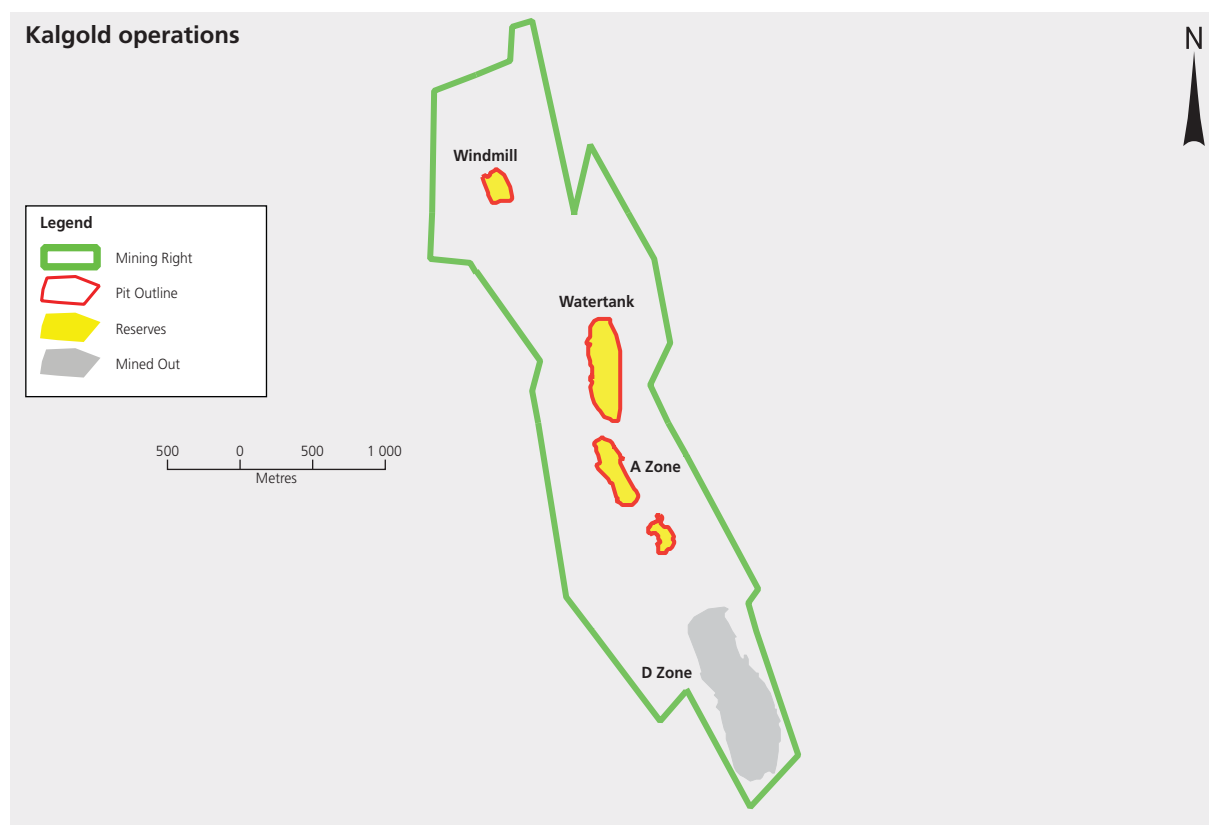 Kalgold operations
N
Windmill
Legend
Mining Right
Pit Outline
Reserves
Mined Out
Watertank
500 0 500 1 000
Metres
A Zone
D Zone